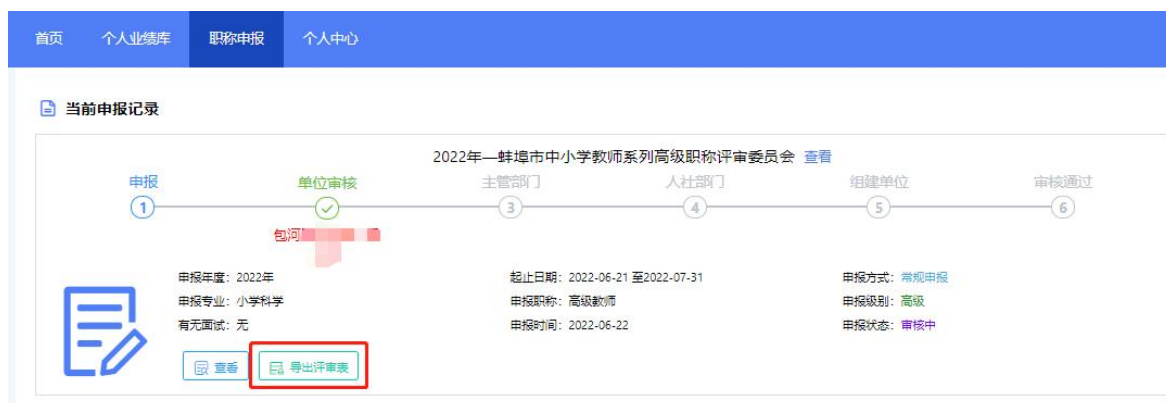 首页 个人业绩库 职称申报 个人中心
当前申报记录
2022年—蚌埠市中小学教师系列高级职称评审委员会 查看
申报 单位审核 主管部门 人社部门 组建单位 审核通过
1 3 4 5 6
包河
申报年度：2022年 起止日期：2022-06-21 至2022-07-31 申报方式：常规申报
申报专业：小学科学 申报职称：高级教师 申报级别：高级
有无面试：无 申报时间：2022-06-22 申报状态：审核中
查看 导出评审表